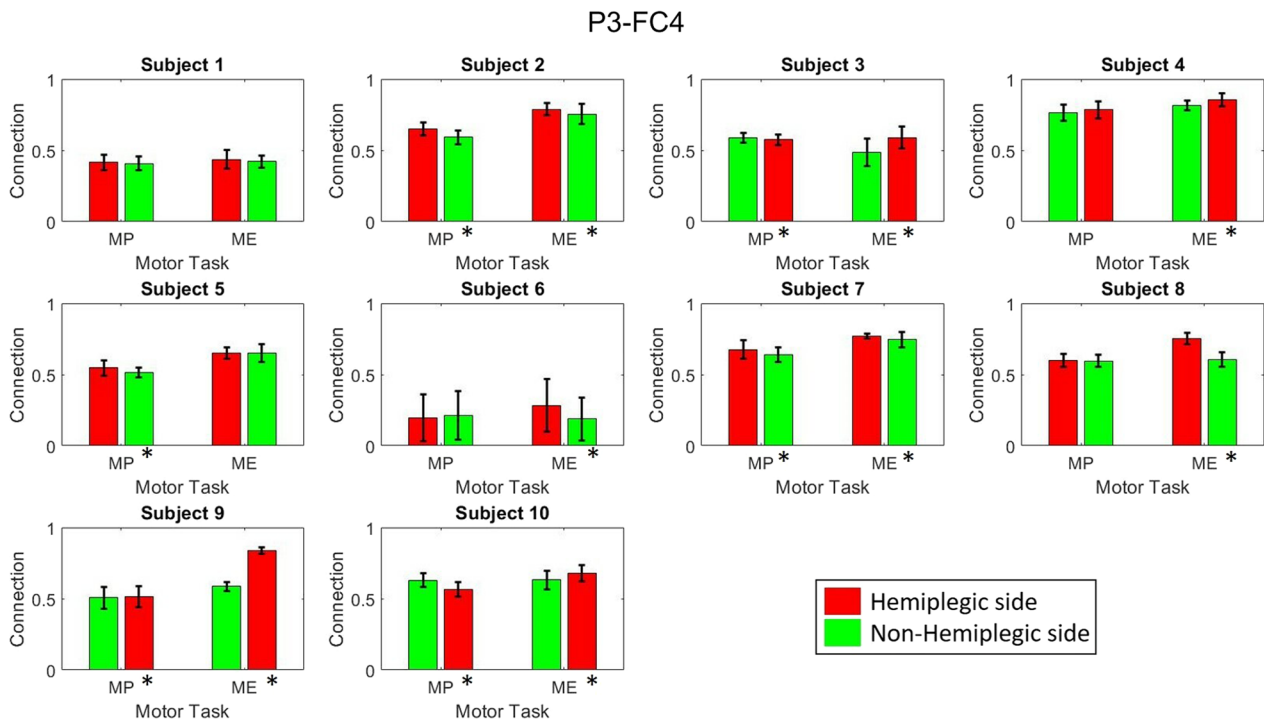 P3-FC4
Subject 1
Connection
1
0.5
0
MP
ME
Motor Task
Subject 2
Connection
1
0.5
0
MP *
ME *
Motor Task
Subject 3
Connection
1
0.5
0
MP *
ME *
Motor Task
Subject 4
Connection
1
0.5
0
MP
ME *
Motor Task
Subject 5
Connection
1
0.5
0
MP *
ME
Motor Task
Subject 6
Connection
1
0.5
0
MP
ME *
Motor Task
Subject 7
Connection
1
0.5
0
MP *
ME *
Motor Task
Subject 8
Connection
1
0.5
0
MP
ME *
Motor Task
Subject 9
Connection
1
0.5
0
MP *
ME *
Motor Task
Subject 10
Connection
1
0.5
0
MP *
ME *
Motor Task
Hemiplegic side
Non-Hemiplegic side